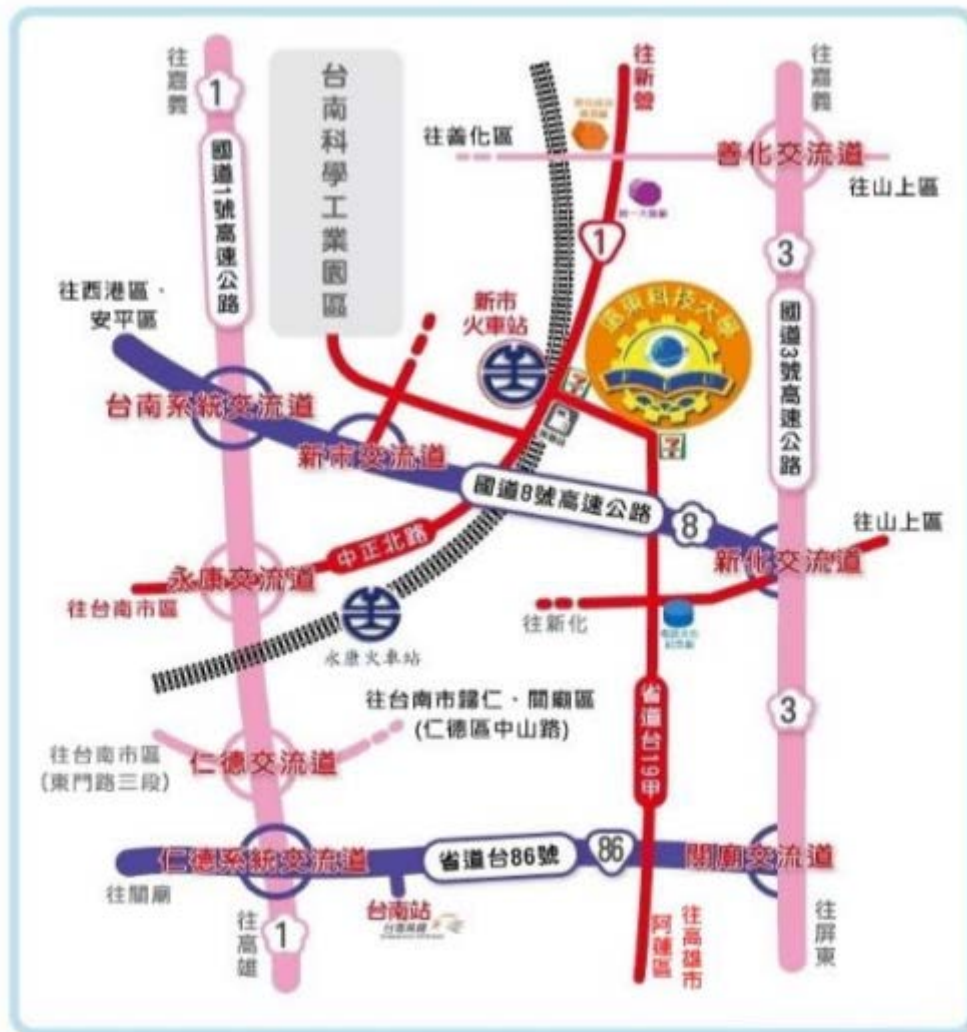 往嘉義
1
國道1號高速公路
台南科學工業園區
往新營
往善化區
往嘉義
善化交流道
往山上區
1
3
國道3號高速公路
往西港區、
安平區
新市
火車站
遠東科技大學
7
台南系統交流道
新市交流道
7
國道8號高速公路
8
往山上區
中正北路
永康交流道
往台南市區
新化交流道
往新化
永康火車站
往台南市歸仁、關廟區
(仁德區中山路)
省道台19甲
3
往台南市區
(東門路三段)
仁德交流道
仁德系統交流道
省道台86號
86
關廟交流道
往關廟
台南站
台灣高鐵
往高雄
1
往高雄市
阿蓮區
往屏東